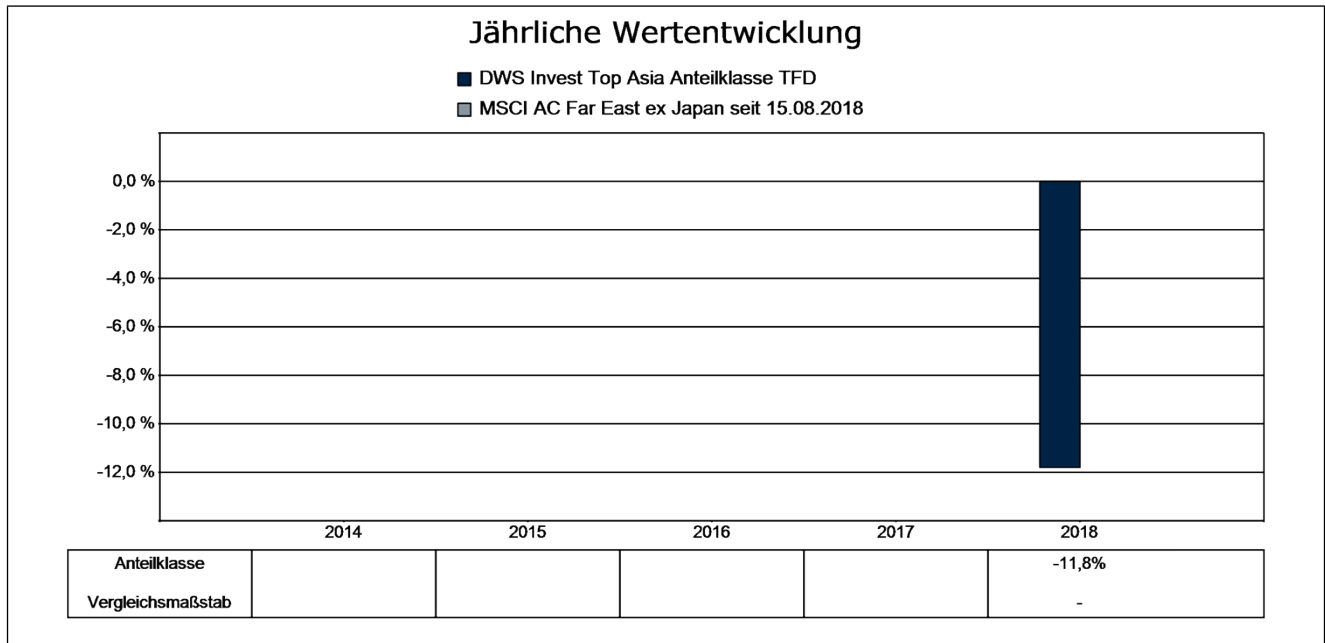 Jährliche Wertentwicklung
DWS Invest Top Asia Anteilklasse TFD
MSCI AC Far East ex Japan seit 15.08.2018
0,0 %
-2,0 %
-4,0 %
-6,0 %
-8,0 %
-10,0 %
-12,0 %
2014 2015 2016 2017 2018
Anteilklasse -11,8%
Vergleichsmaßstab -